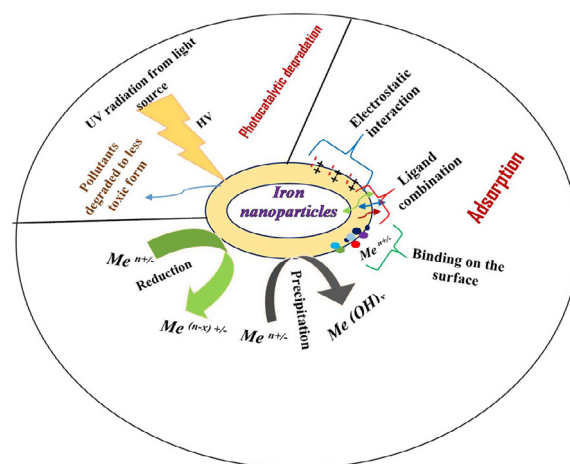 UV radiation from light
source
HV
Photocatalytic degradation
Pollutants
degraded to less
toxic form
Electrostatic
interaction
Ligand
combination
Adsorption
Iron
nanoparticles
Me n+/-
Binding on the
surface
Me n+/-
Reduction
Me (n-x) +/-
Me n+/-
Precipitation
Me (OH)x